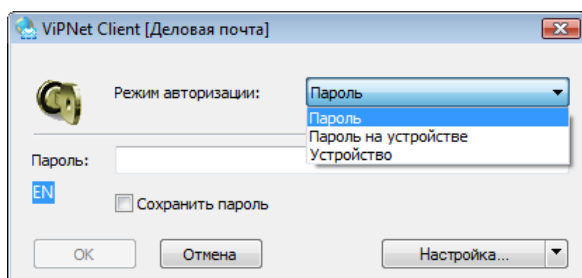 ViPNet Client [Деловая почта]
Режим авторизации: Пароль
Пароль
Пароль на устройстве
Устройство
Пароль:
EN
Сохранить пароль
OK Отмена Настройка...